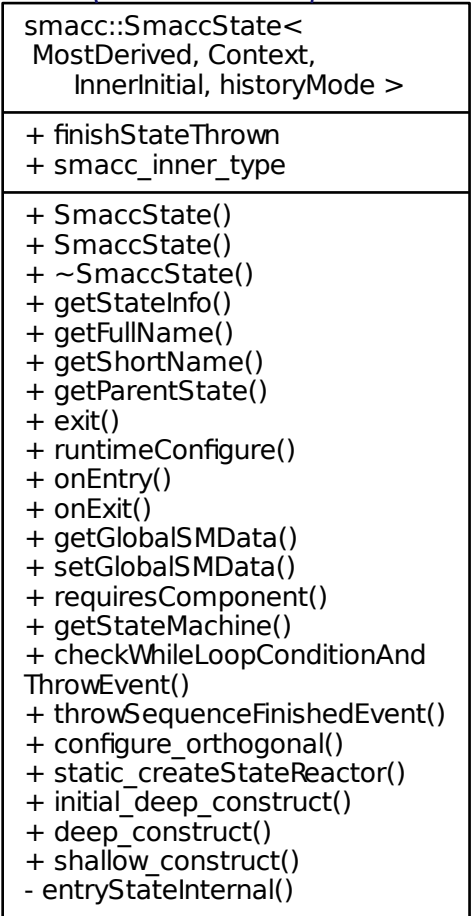 smacc::SmaccState<
MostDerived, Context,
InnerInitial, historyMode >
+ finishStateThrown
+ smacc_inner_type
+ SmaccState()
+ SmaccState()
+ ~SmaccState()
+ getStateInfo()
+ getFullName()
+ getShortName()
+ getParentState()
+ exit()
+ runtimeConfigure()
+ onEntry()
+ onExit()
+ getGlobalSMData()
+ setGlobalSMData()
+ requiresComponent()
+ getStateMachine()
+ checkWhileLoopConditionAnd
ThrowEvent()
+ throwSequenceFinishedEvent()
+ configure_orthogonal()
+ static_createStateReactor()
+ initial_deep_construct()
+ deep_construct()
+ shallow_construct()
- entryStateInternal()